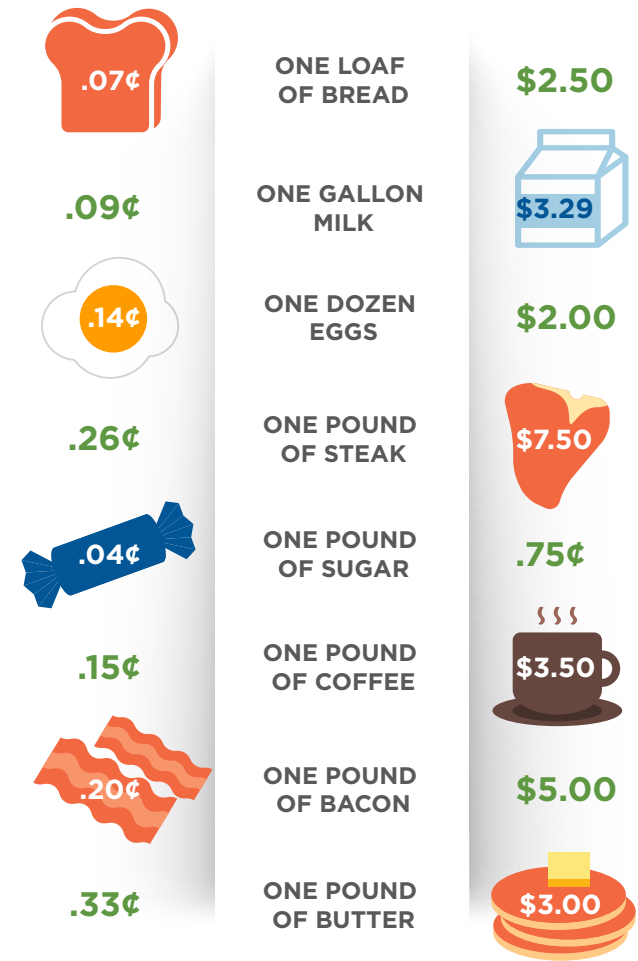 .07¢
ONE LOAF
OF BREAD
$2.50
.09¢
ONE GALLON
MILK
$3.29
.14¢
ONE DOZEN
EGGS
$2.00
.26¢
ONE POUND
OF STEAK
$7.50
.04¢
ONE POUND
OF SUGAR
.75¢
.15¢
ONE POUND
OF COFFEE
$3.50
.20¢
ONE POUND
OF BACON
$5.00
.33¢
ONE POUND
OF BUTTER
$3.00